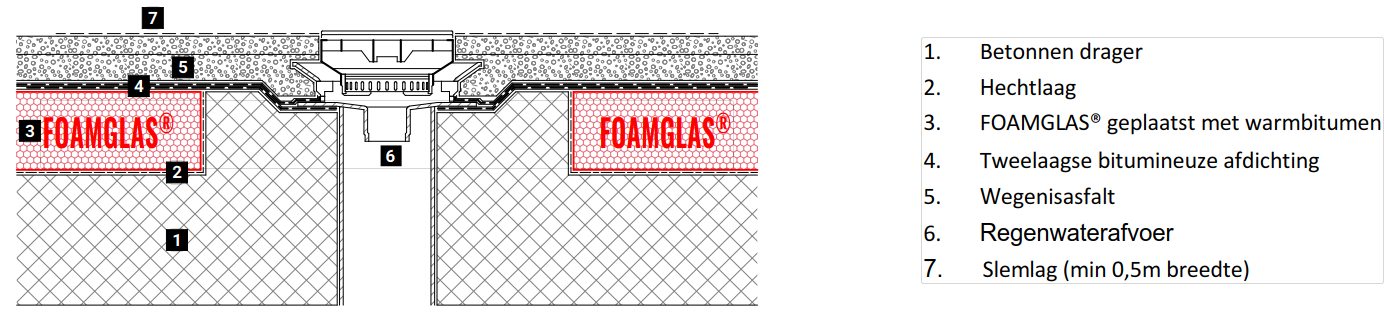 7
5
4
3
FOAMGLAS®
FOAMGLAS®
6
2
1
1. Betonnen drager
2. Hechtlaag
3. FOAMGLAS® geplaatst met warmbitumen
4. Tweelaagse bitumineuze afdichting
5. Wegenisasfalt
6. Regenwaterafvoer
7. Slemlag (min 0,5m breedte)